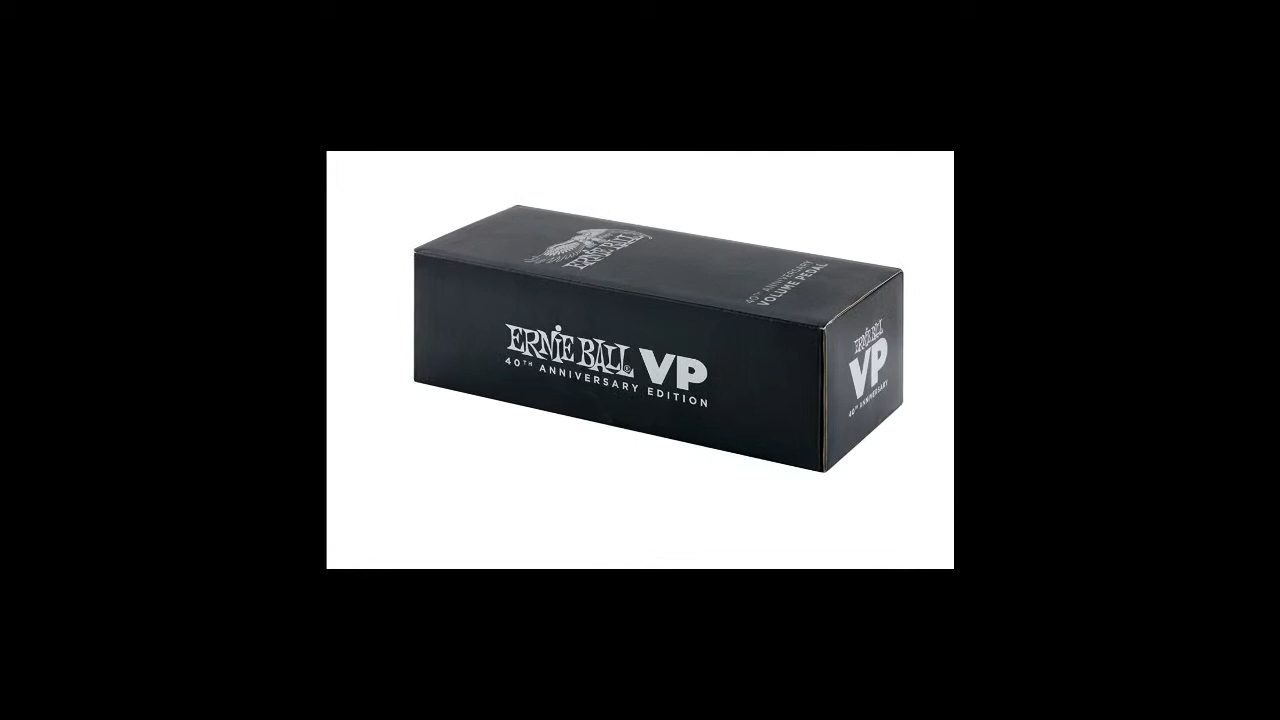 ERNIE BALL
40TH ANNIVERSARY
VOLUME PEDAL
ERNIE BALL® VP
40TH ANNIVERSARY EDITION
ERNIE BALL
VP
40TH ANNIVERSARY